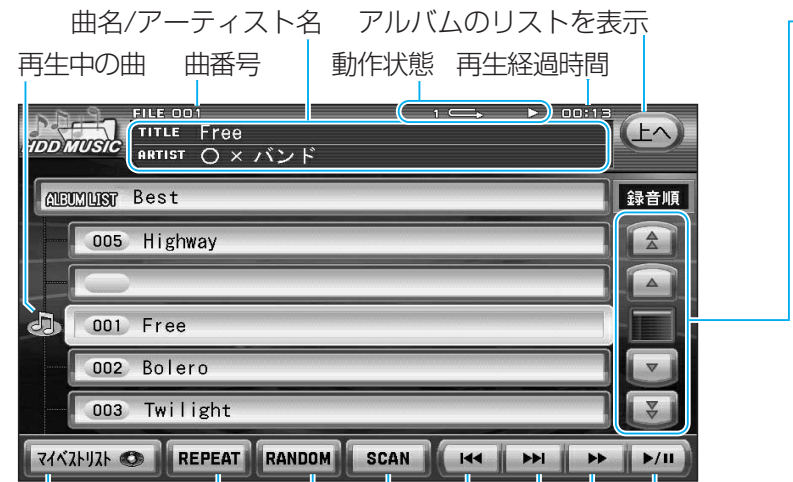 曲名/アーティスト名 アルバムのリストを表示
再生中の曲 曲番号 動作状態 再生経過時間
FILE 001 1 00:13
HDD MUSIC
TITLE Free
ARTIST ○ × バンド
上へ
ALBUM LIST Best 録音順
005 Highway
001 Free
002 Bolero
003 Twilight
マイベストリスト REPEAT RANDOM SCAN